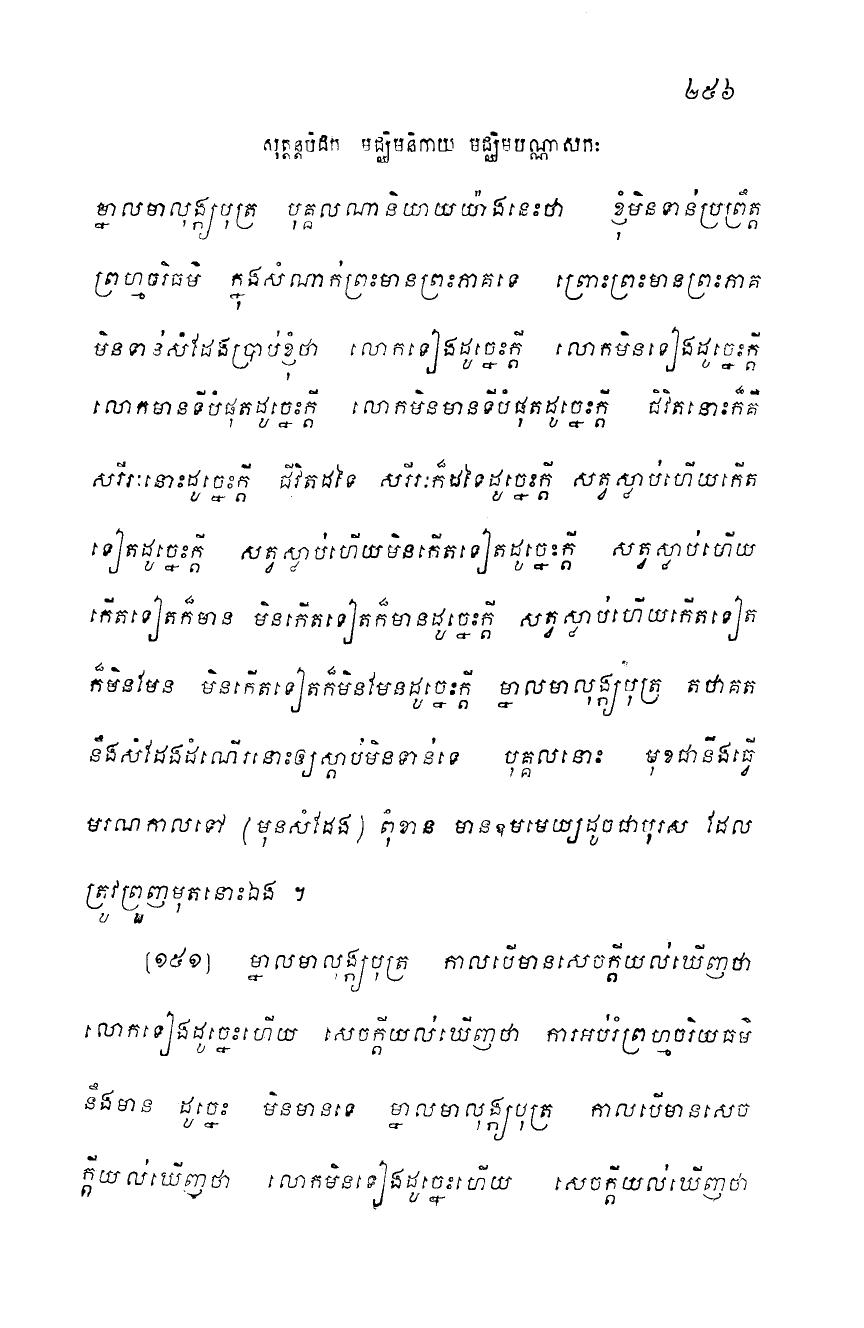 ២៥៦
សុត្តន្តបិដក មជ្ឈិមនិកាយ មជ្ឈិមបណ្ណាសកៈ
ម្នាលមាលុង្ក្យបុត្រ បុគ្គលណានិយាយយ៉ាងនេះថា ខ្ញុំមិនទាន់ប្រព្រឹត្ត
ព្រហ្មចរិធម៌ ក្នុងសំណាក់ព្រះមានព្រះភាគទេ ព្រោះព្រះមានព្រះភាគ
មិនទាន់សំដែងប្រាប់ខ្ញុំថា លោកទៀងដូច្នេះក្តី លោកមិនទៀងដូច្នេះក្តី
លោកមានទីបំផុតដូច្នេះក្តី លោកមិនមានទីបំផុតដូច្នេះក្តី ជីវិតនោះក៏គឺ
សរីរៈនោះដូច្នេះក្តី ជីវិតដទៃ សរីរៈក៏ដទៃដូច្នេះក្តី សត្វស្លាប់ហើយកើត
ទៀតដូច្នេះក្តី សត្វស្លាប់ហើយមិនកើតទៀតដូច្នេះក្តី សត្វស្លាប់ហើយ
កើតទៀតក៏មាន មិនកើតទៀតក៏មានដូច្នេះក្តី សត្វស្លាប់ហើយកើតទៀត
ក៏មិនមែន មិនកើតទៀតក៏មិនមែនដូច្នេះក្តី ម្នាលមាលុង្ក្យបុត្រ តថាគត
នឹងសំដែងដំណើរនោះឲ្យស្តាប់មិនទាន់ទេ បុគ្គលនោះ មុខជានឹងធ្វើ
មរណកាលទៅ (មុនសំដែង) ពុំខាន មានឧមមេយ្យដូចជាបុរស ដែល
ត្រូវព្រួញមុតនោះឯង ។
[១៥១] ម្នាលមាលុង្ក្យបុត្រ កាលបើមានសេចក្តីយល់ឃើញថា
លោកទៀងដូច្នេះហើយ សេចក្តីយល់ឃើញថា ការអប់រំព្រហ្មចរិយធម៌
នឹងមាន ដូច្នេះ មិនមានទេ ម្នាលមាលុង្ក្យបុត្រ កាលបើមានសេច
ក្តីយល់ឃើញថា លោកមិនទៀងដូច្នេះហើយ សេចក្តីយល់ឃើញថា